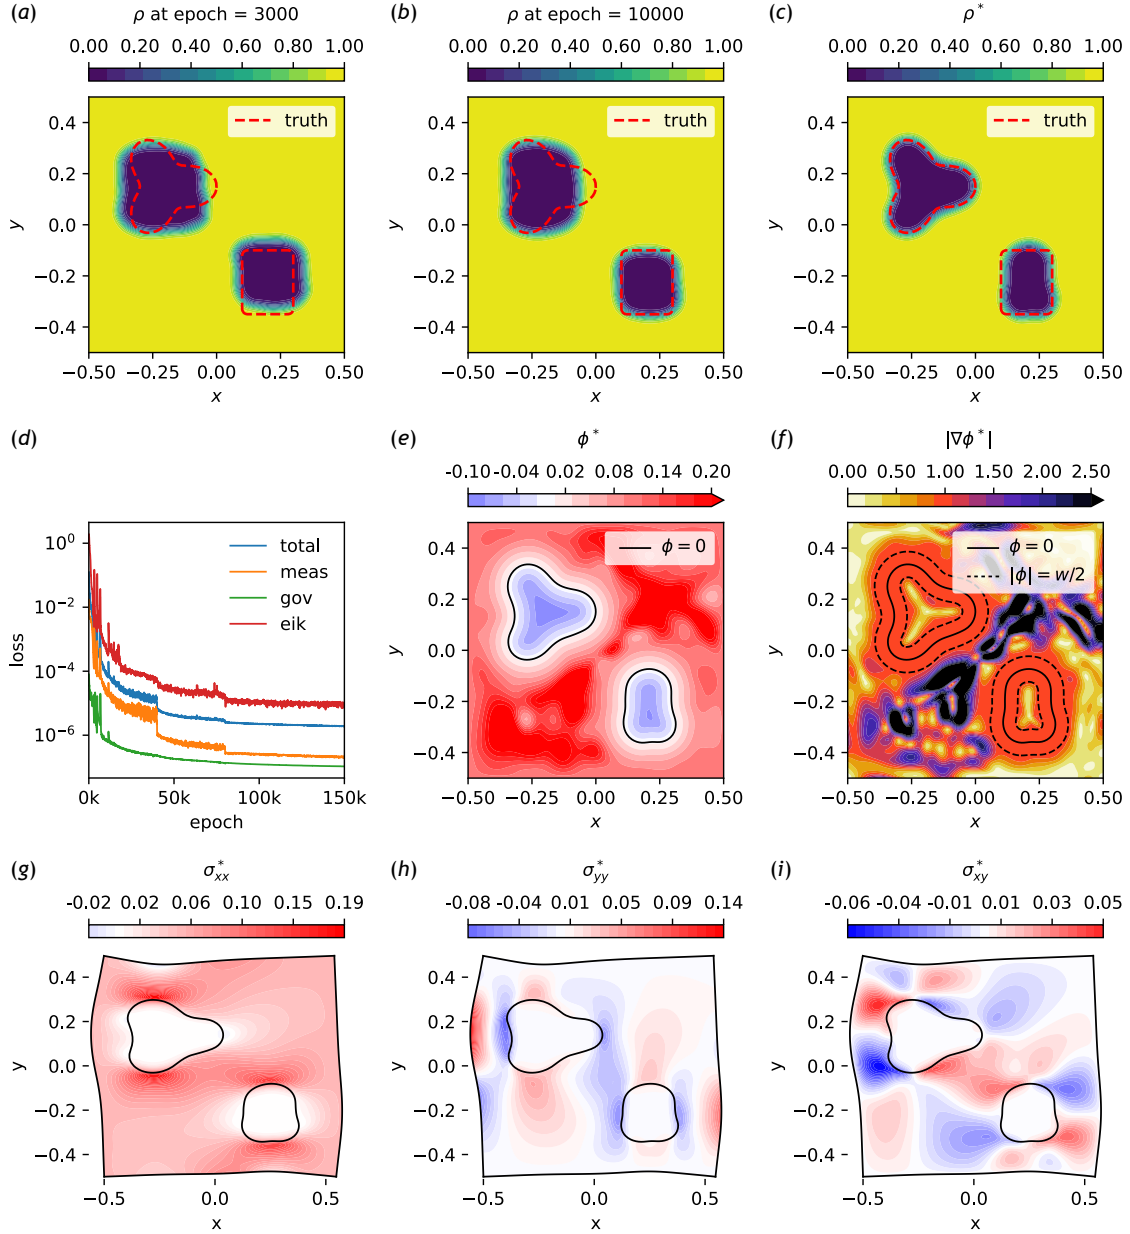 (a) ρ at epoch = 3000
0.00 0.20 0.40 0.60 0.80 1.00
truth
0.4
0.2
0.0
−0.2
−0.4
y
−0.50 −0.25 0.00 0.25 0.50
x
(b) ρ at epoch = 10000
0.00 0.20 0.40 0.60 0.80 1.00
truth
0.4
0.2
0.0
−0.2
−0.4
y
−0.50 −0.25 0.00 0.25 0.50
x
(c) ρ*
0.00 0.20 0.40 0.60 0.80 1.00
truth
0.4
0.2
0.0
−0.2
−0.4
y
−0.50 −0.25 0.00 0.25 0.50
x
(d)
10⁰
10⁻²
10⁻⁴
10⁻⁶
loss
total
meas
gov
eik
0k 50k 100k 150k
epoch
(e) ϕ*
-0.10 -0.04 0.02 0.08 0.14 0.20
ϕ = 0
0.4
0.2
0.0
−0.2
−0.4
y
−0.50 −0.25 0.00 0.25 0.50
x
(f) |∇ϕ*|
0.00 0.50 1.00 1.50 2.00 2.50
ϕ = 0
|ϕ| = w/2
0.4
0.2
0.0
−0.2
−0.4
y
−0.50 −0.25 0.00 0.25 0.50
x
(g) σ*xx
-0.02 0.02 0.06 0.10 0.15 0.19
0.4
0.2
0.0
−0.2
−0.4
y
−0.5 0.0 0.5
x
(h) σ*yy
-0.08 -0.04 0.01 0.05 0.09 0.14
0.4
0.2
0.0
−0.2
−0.4
y
−0.5 0.0 0.5
x
(i) σ*xy
-0.06 -0.04 -0.01 0.01 0.03 0.05
0.4
0.2
0.0
−0.2
−0.4
y
−0.5 0.0 0.5
x